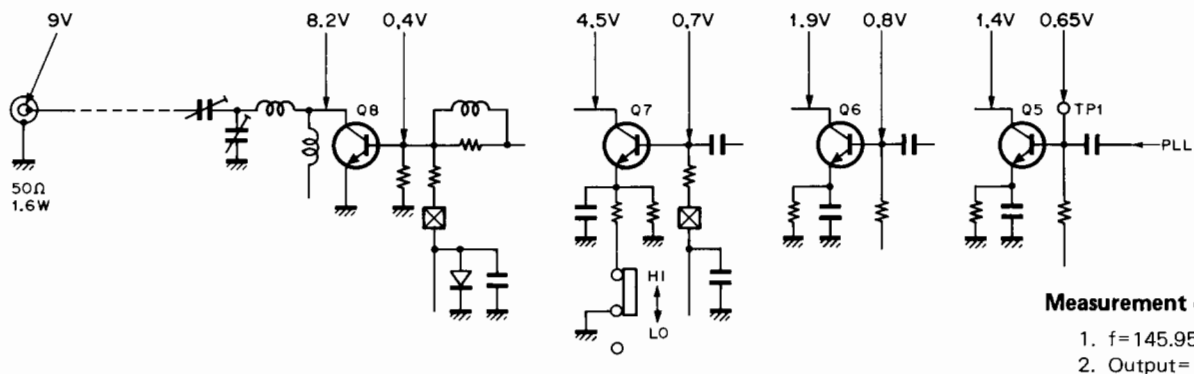 9V
8.2V
0.4V
4.5V
0.7V
1.9V
0.8V
1.4V
0.65V
Q8
Q7
Q6
Q5
TP1
PLL
50Ω
1.6W
HI
LO
Measurement
1. f=145.95
2. Output=